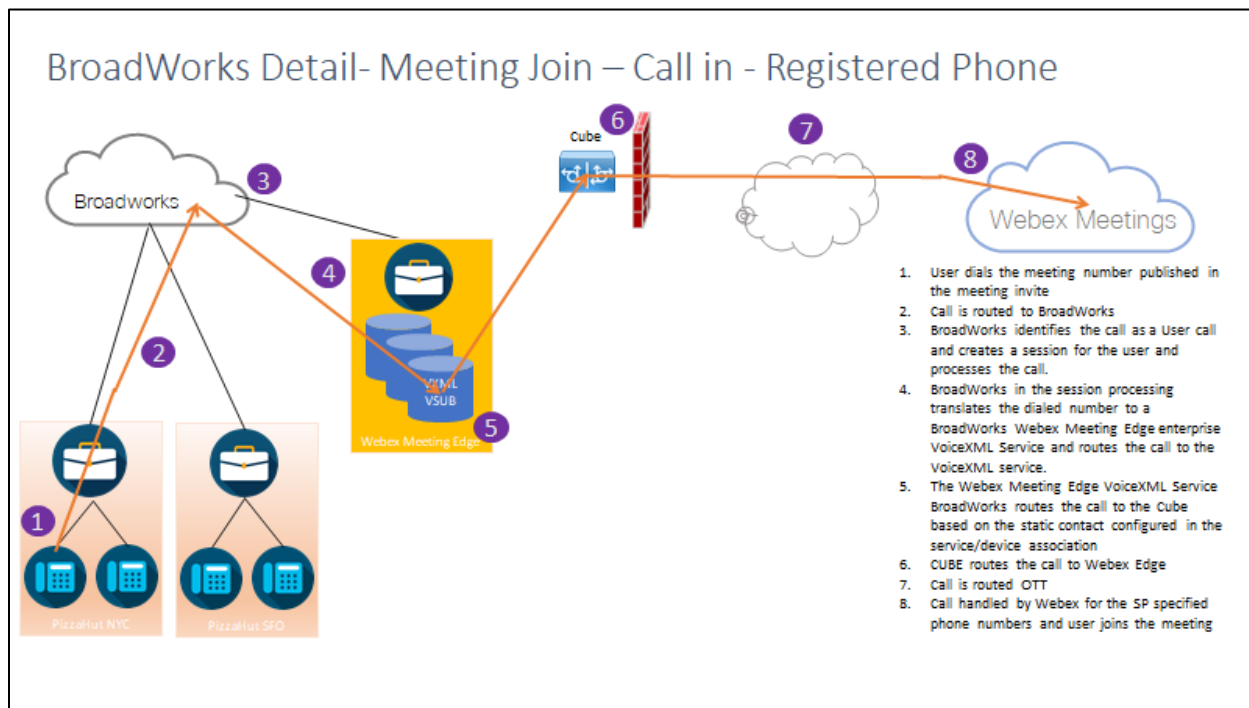 BroadWorks Detail- Meeting Join – Call in - Registered Phone
6
Cube
7
8
3
Broadworks
Webex Meetings
4
2
VXML
VSUB
5
Webex Meeting Edge
1
PizzaHut NYC
PizzaHut SFO
1. User dials the meeting number published in
the meeting invite
2. Call is routed to BroadWorks
3. BroadWorks identifies the call as a User call
and creates a session for the user and
processes the call.
4. BroadWorks in the session processing
translates the dialed number to a
BroadWorks Webex Meeting Edge enterprise
VoiceXML Service and routes the call to the
VoiceXML service.
5. The Webex Meeting Edge VoiceXML Service
BroadWorks routes the call to the Cube
based on the static contact configured in the
service/device association
6. CUBE routes the call to Webex Edge
7. Call is routed OTT
8. Call handled by Webex for the SP specified
phone numbers and user joins the meeting